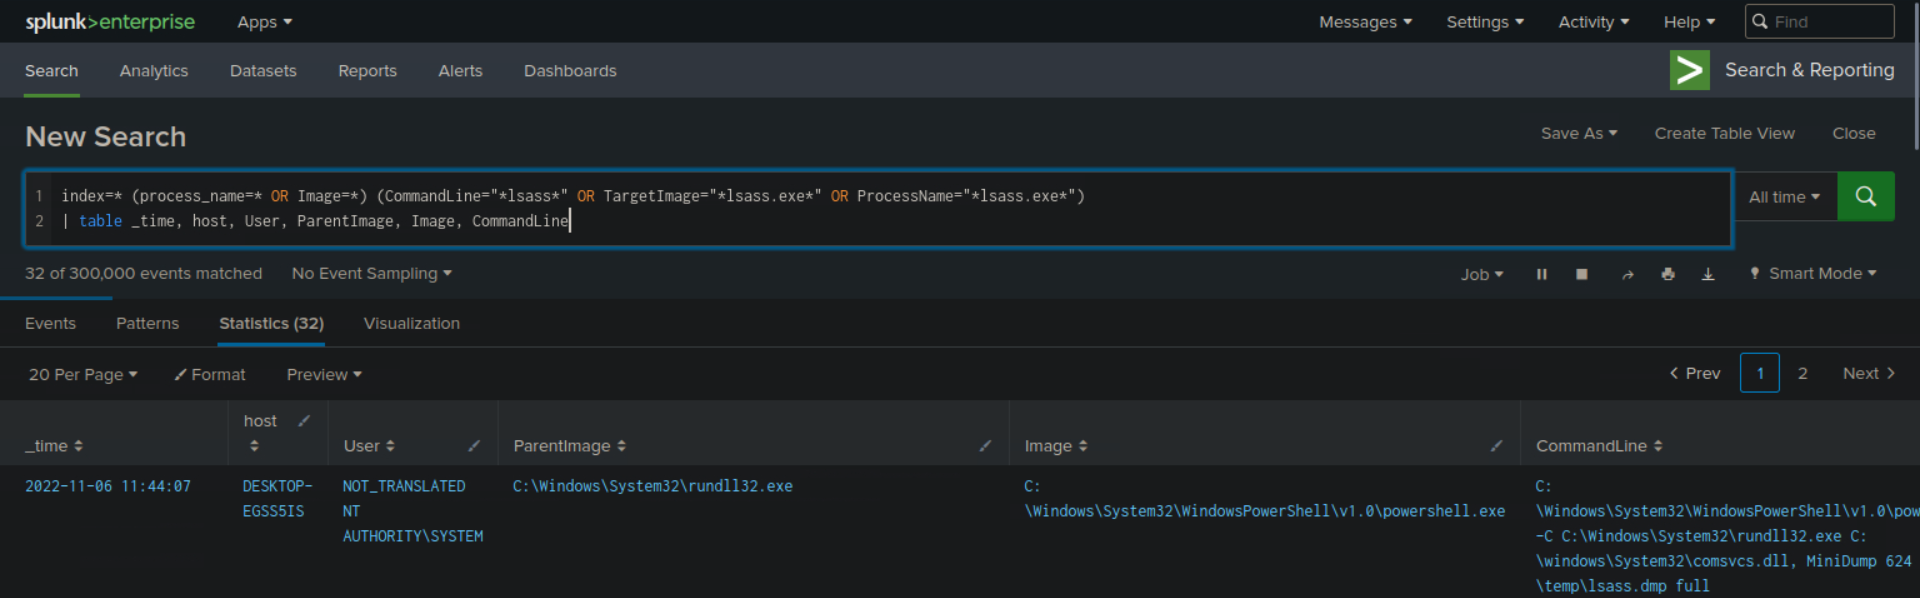 splunk>enterprise Apps Messages Settings Activity Help Find
Search Analytics Datasets Reports Alerts Dashboards Search & Reporting
New Search Save As Create Table View Close
1 index=* (process_name=* OR Image=*) (CommandLine="*lsass*" OR TargetImage="*lsass.exe*" OR ProcessName="*lsass.exe*")
2 | table _time, host, User, ParentImage, Image, CommandLine
All time
32 of 300,000 events matched No Event Sampling Job Smart Mode
Events Patterns Statistics (32) Visualization
20 Per Page Format Preview < Prev 1 2 Next >
_time host User ParentImage Image CommandLine
2022-11-06 11:44:07 DESKTOP- NOT_TRANSLATED C:\Windows\System32\rundll32.exe C: C:
EGSS5IS NT \Windows\System32\WindowsPowerShell\v1.0\powershell.exe \Windows\System32\WindowsPowerShell\v1.0\pow
AUTHORITY\SYSTEM -C C:\Windows\System32\rundll32.exe C:
\windows\System32\comsvcs.dll, MiniDump 624
\temp\lsass.dmp full